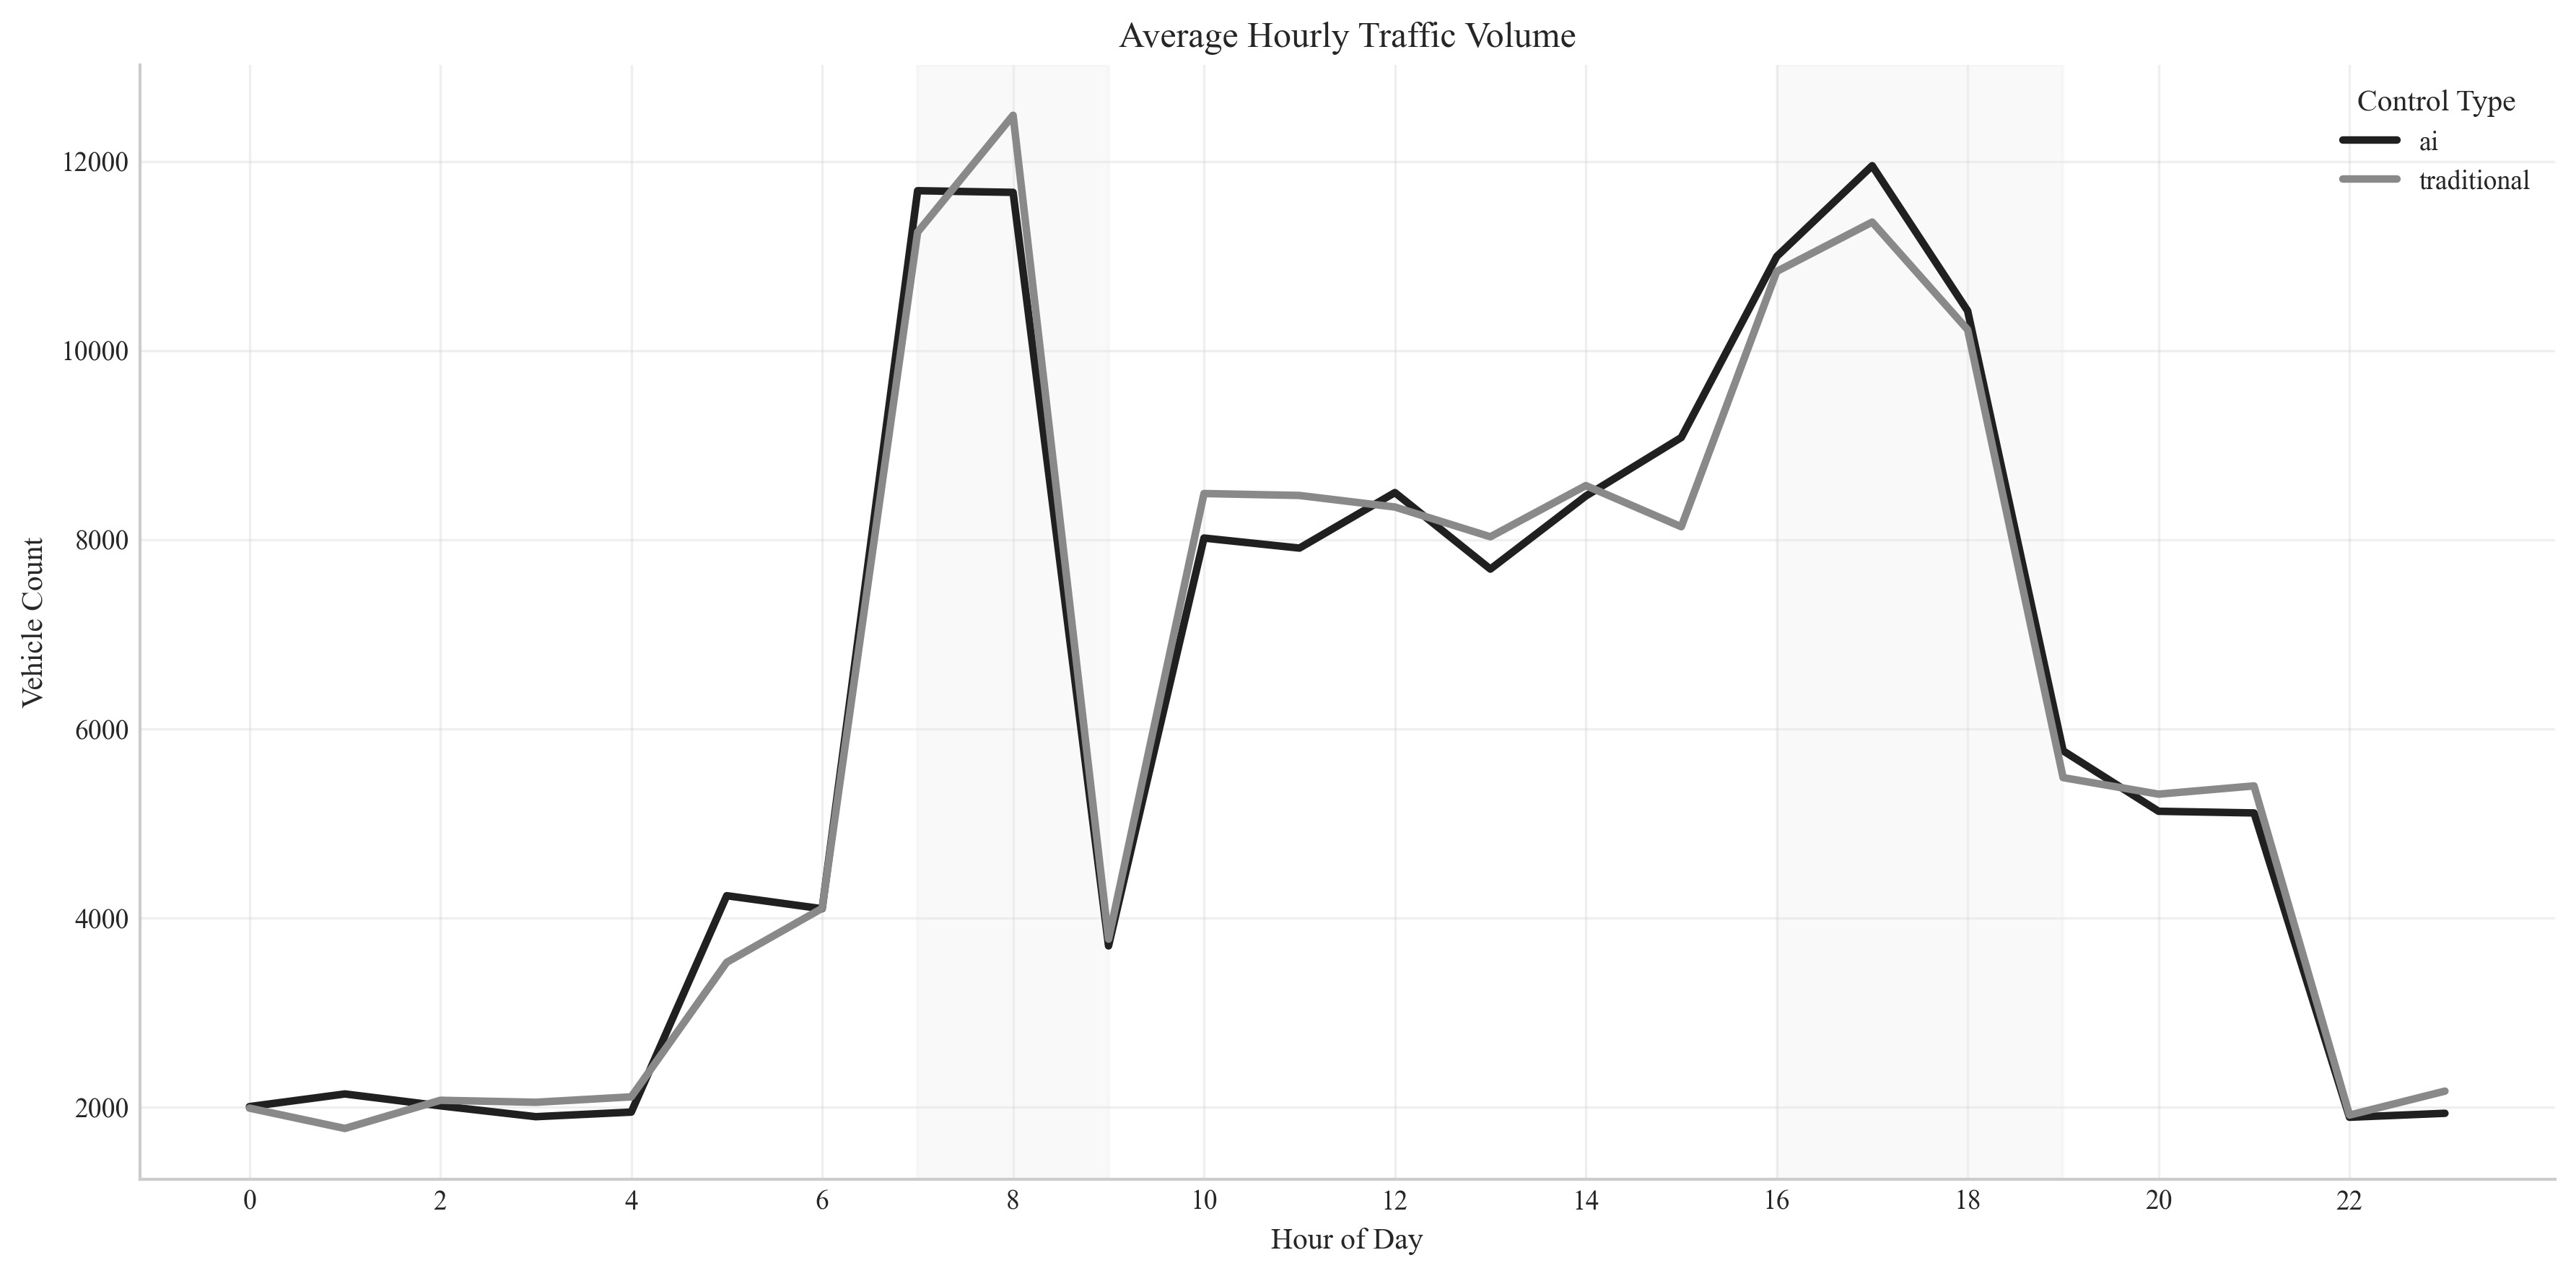 Average Hourly Traffic Volume
Control Type
ai
traditional
12000
10000
8000
6000
4000
2000
Vehicle Count
0 2 4 6 8 10 12 14 16 18 20 22
Hour of Day